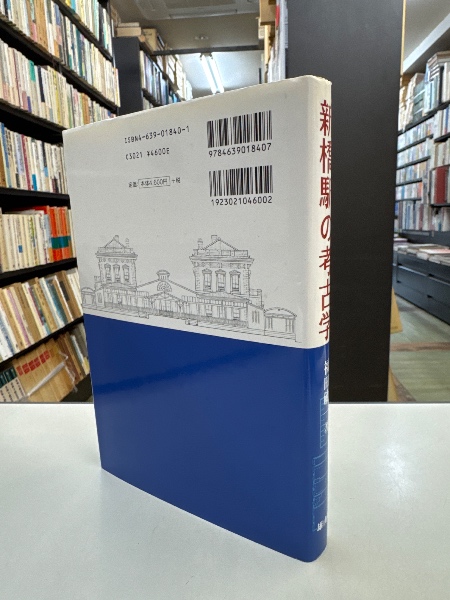 ISBN4-639-01840-1
C3021 ¥4600E
定価 本体4,600円 +税
9784639018407
1923021046002
新橋駅の考古学